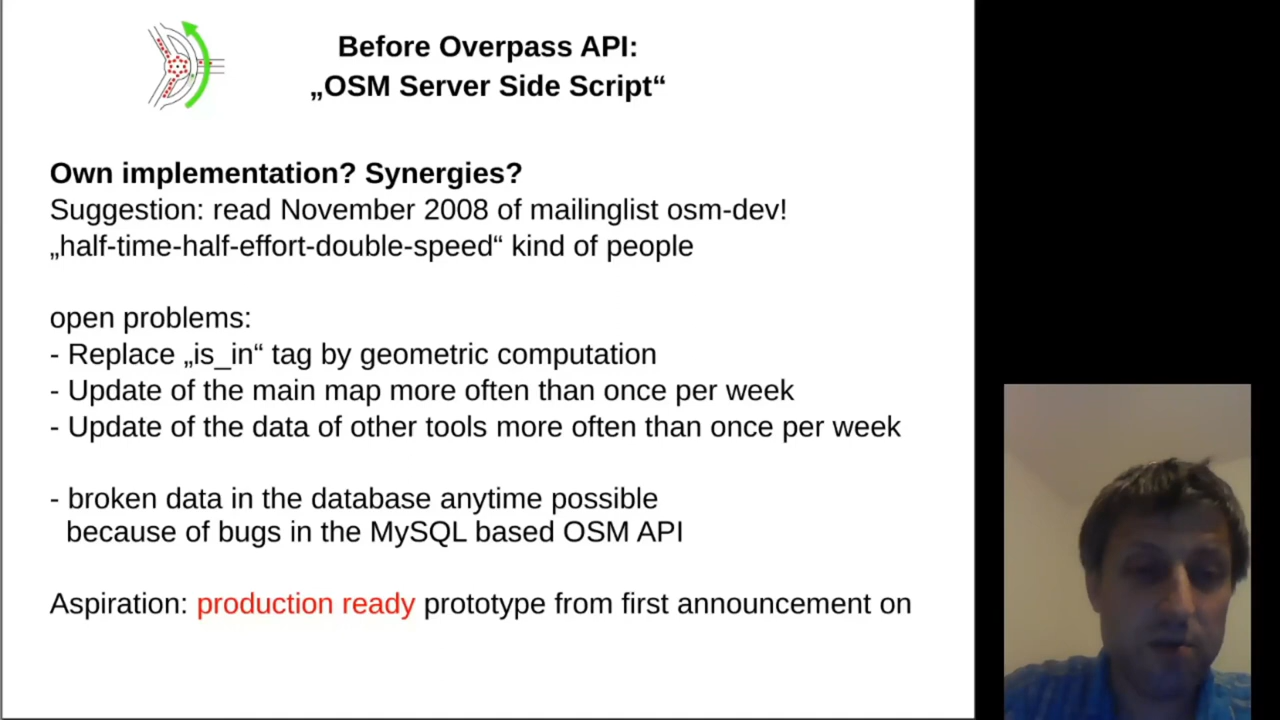 Before Overpass API:
„OSM Server Side Script“
Own implementation? Synergies?
Suggestion: read November 2008 of mailinglist osm-dev!
„half-time-half-effort-double-speed“ kind of people
open problems:
- Replace „is_in“ tag by geometric computation
- Update of the main map more often than once per week
- Update of the data of other tools more often than once per week
- broken data in the database anytime possible
because of bugs in the MySQL based OSM API
Aspiration: production ready prototype from first announcement on